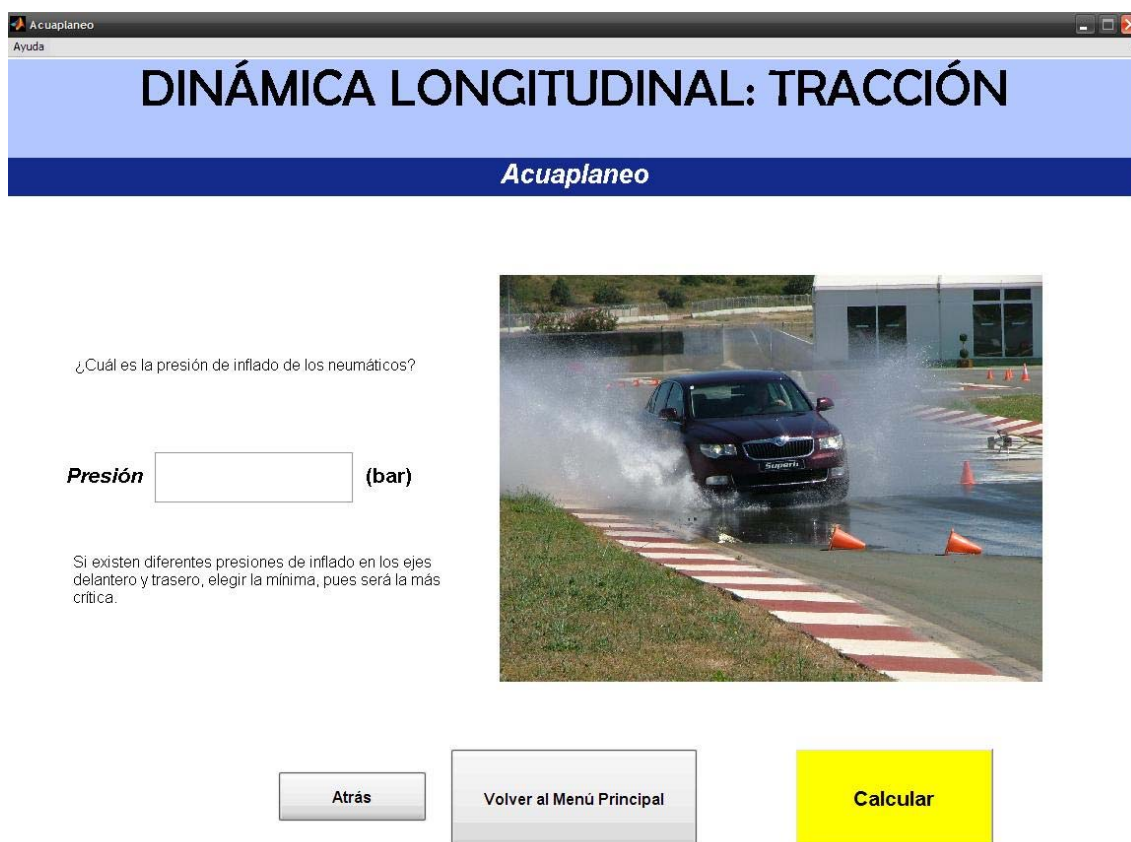 Acuaplaneo
Ayuda
DINÁMICA LONGITUDINAL: TRACCIÓN
Acuaplaneo
¿Cuál es la presión de inflado de los neumáticos?
Presión (bar)
Si existen diferentes presiones de inflado en los ejes
delantero y trasero, elegir la mínima, pues será la más
crítica.
Superb
Atrás
Volver al Menú Principal
Calcular